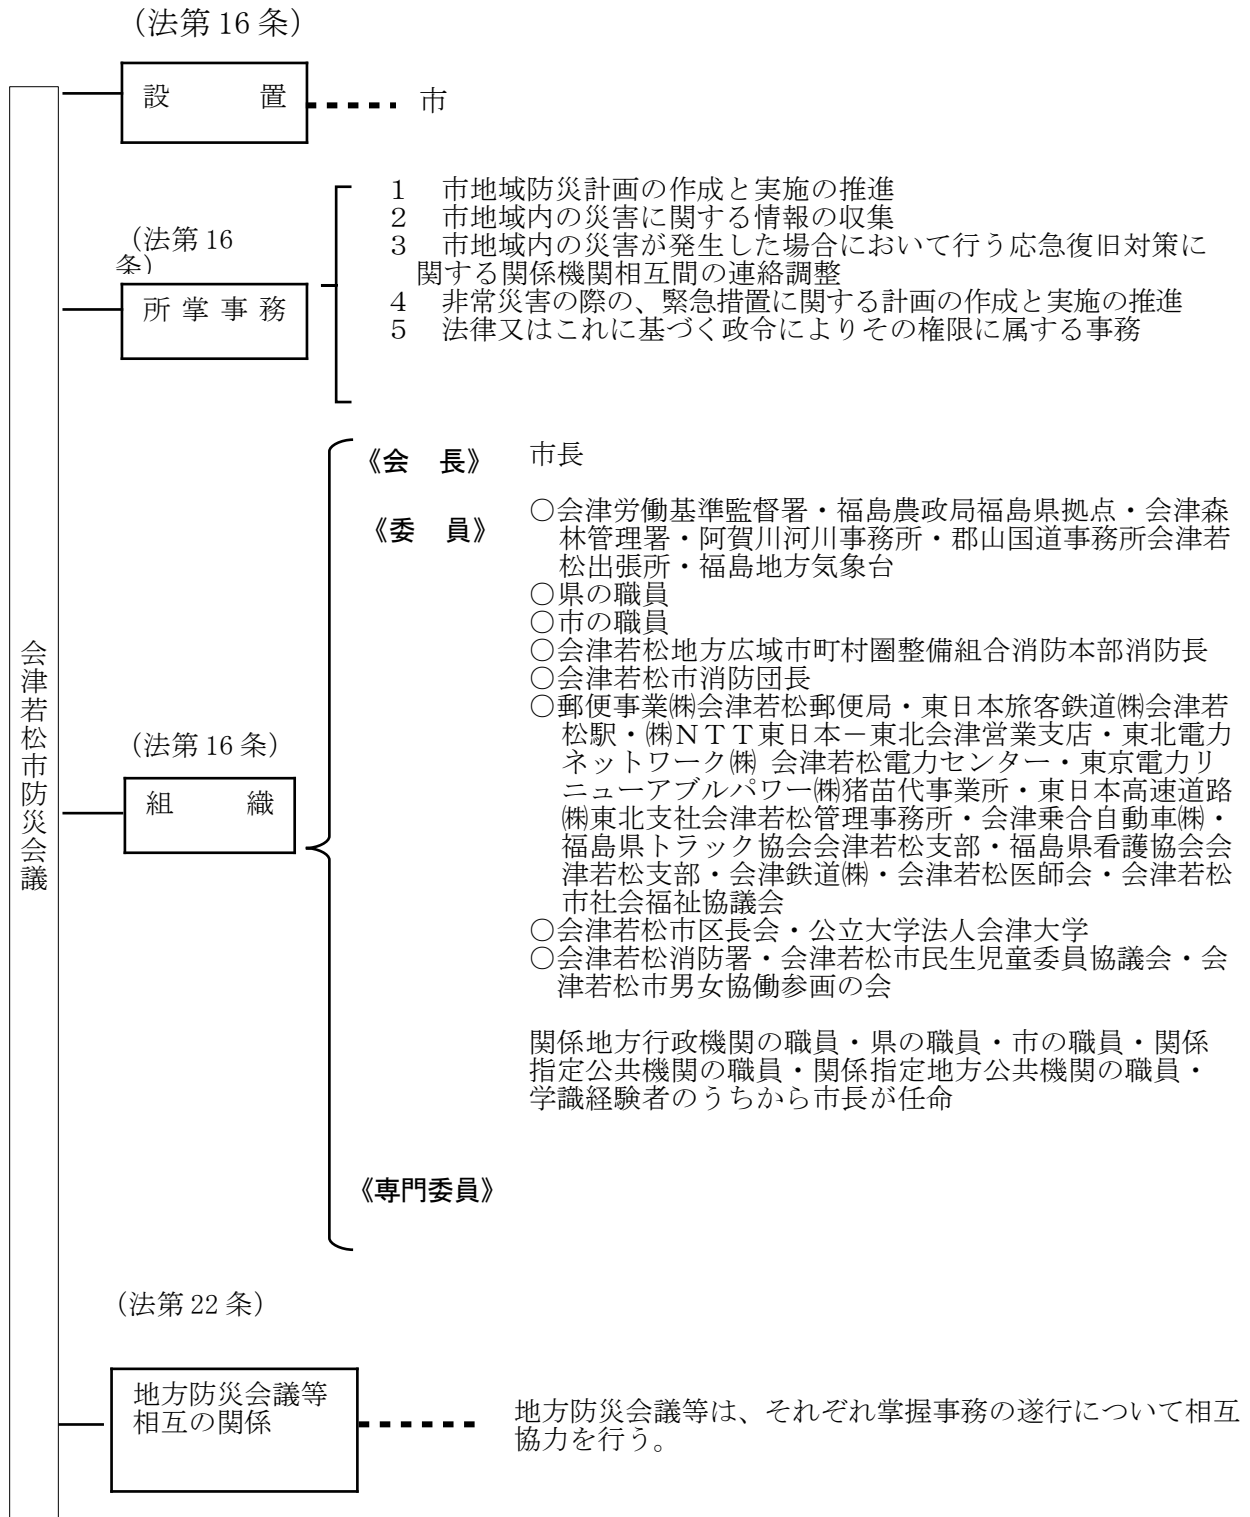 (法第16条)
設　　置
市
(法第16
条)
所掌事務
1　市地域防災計画の作成と実施の推進
2　市地域内の災害に関する情報の収集
3　市地域内の災害が発生した場合において行う応急復旧対策に
関する関係機関相互間の連絡調整
4　非常災害の際の、緊急措置に関する計画の作成と実施の推進
5　法律又はこれに基づく政令によりその権限に属する事務
会津若松市防災会議
(法第16条)
組　　織
《会　長》
市長
《委　員》
○会津労働基準監督署・福島農政局福島県拠点・会津森
林管理署・阿賀川河川事務所・郡山国道事務所会津若
松出張所・福島地方気象台
○県の職員
○市の職員
○会津若松地方広域市町村圏整備組合消防本部消防長
○会津若松市消防団長
○郵便事業㈱会津若松郵便局・東日本旅客鉄道㈱会津若
松駅・㈱NTT東日本－東北会津営業支店・東北電力
ネットワーク㈱ 会津若松電力センター・東京電力リ
ニューアブルパワー㈱猪苗代事業所・東日本高速道路
㈱東北支社会津若松管理事務所・会津乗合自動車㈱・
福島県トラック協会会津若松支部・福島県看護協会会
津若松支部・会津鉄道㈱・会津若松医師会・会津若松
市社会福祉協議会
○会津若松市区長会・公立大学法人会津大学
○会津若松消防署・会津若松市民生児童委員協議会・会
津若松市男女協働参画の会
関係地方行政機関の職員・県の職員・市の職員・関係
指定公共機関の職員・関係指定地方公共機関の職員・
学識経験者のうちから市長が任命
《専門委員》
(法第22条)
地方防災会議等
相互の関係
地方防災会議等は、それぞれ掌握事務の遂行について相互
協力を行う。